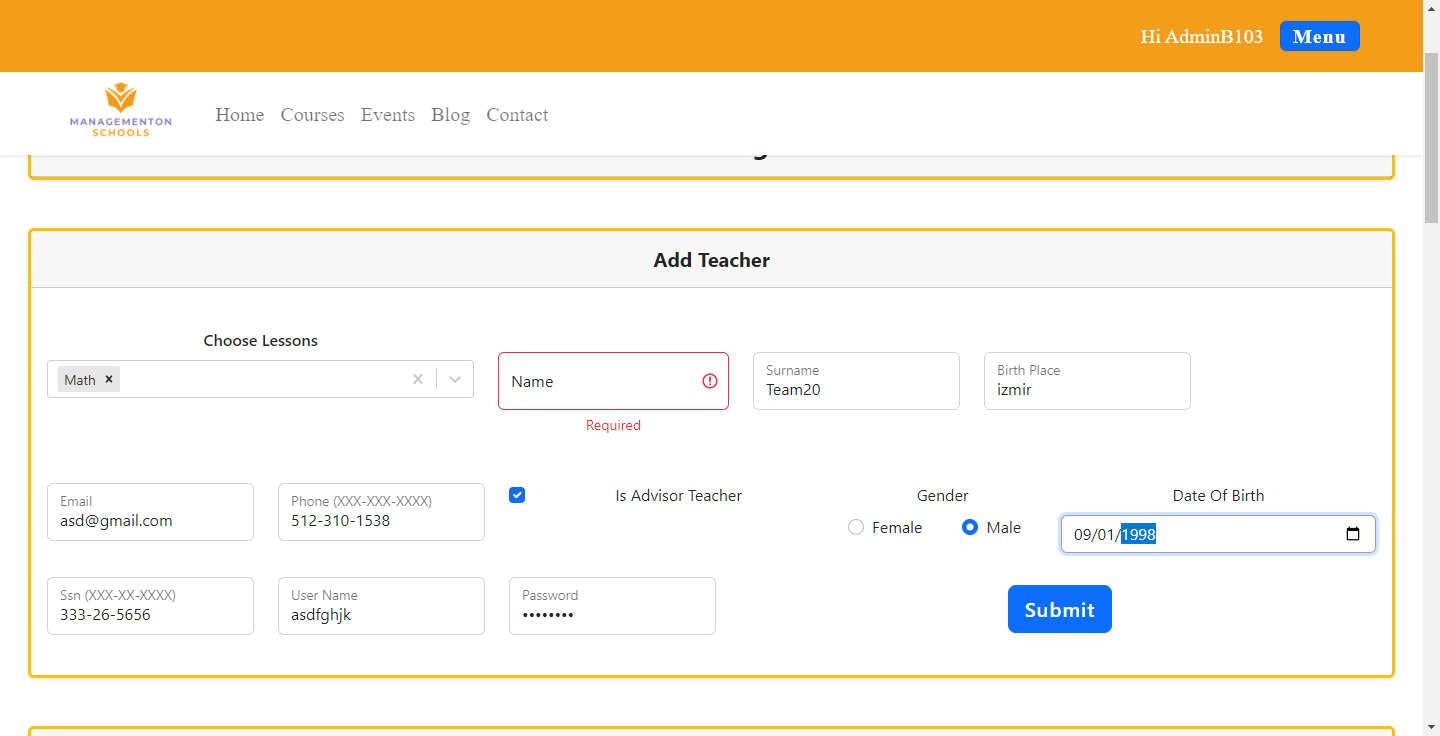 Hi AdminB103 Menu
MANAGEMENTON
SCHOOLS
Home Courses Events Blog Contact
Add Teacher
Choose Lessons
Math
Name
Required
Surname
Team20
Birth Place
izmir
Email
asd@gmail.com
Phone (XXX-XXX-XXXX)
512-310-1538
Is Advisor Teacher
Gender
Female Male
Date Of Birth
09/01/1998
Ssn (XXX-XX-XXXX)
333-26-5656
User Name
asdfghjk
Password
••••••••
Submit